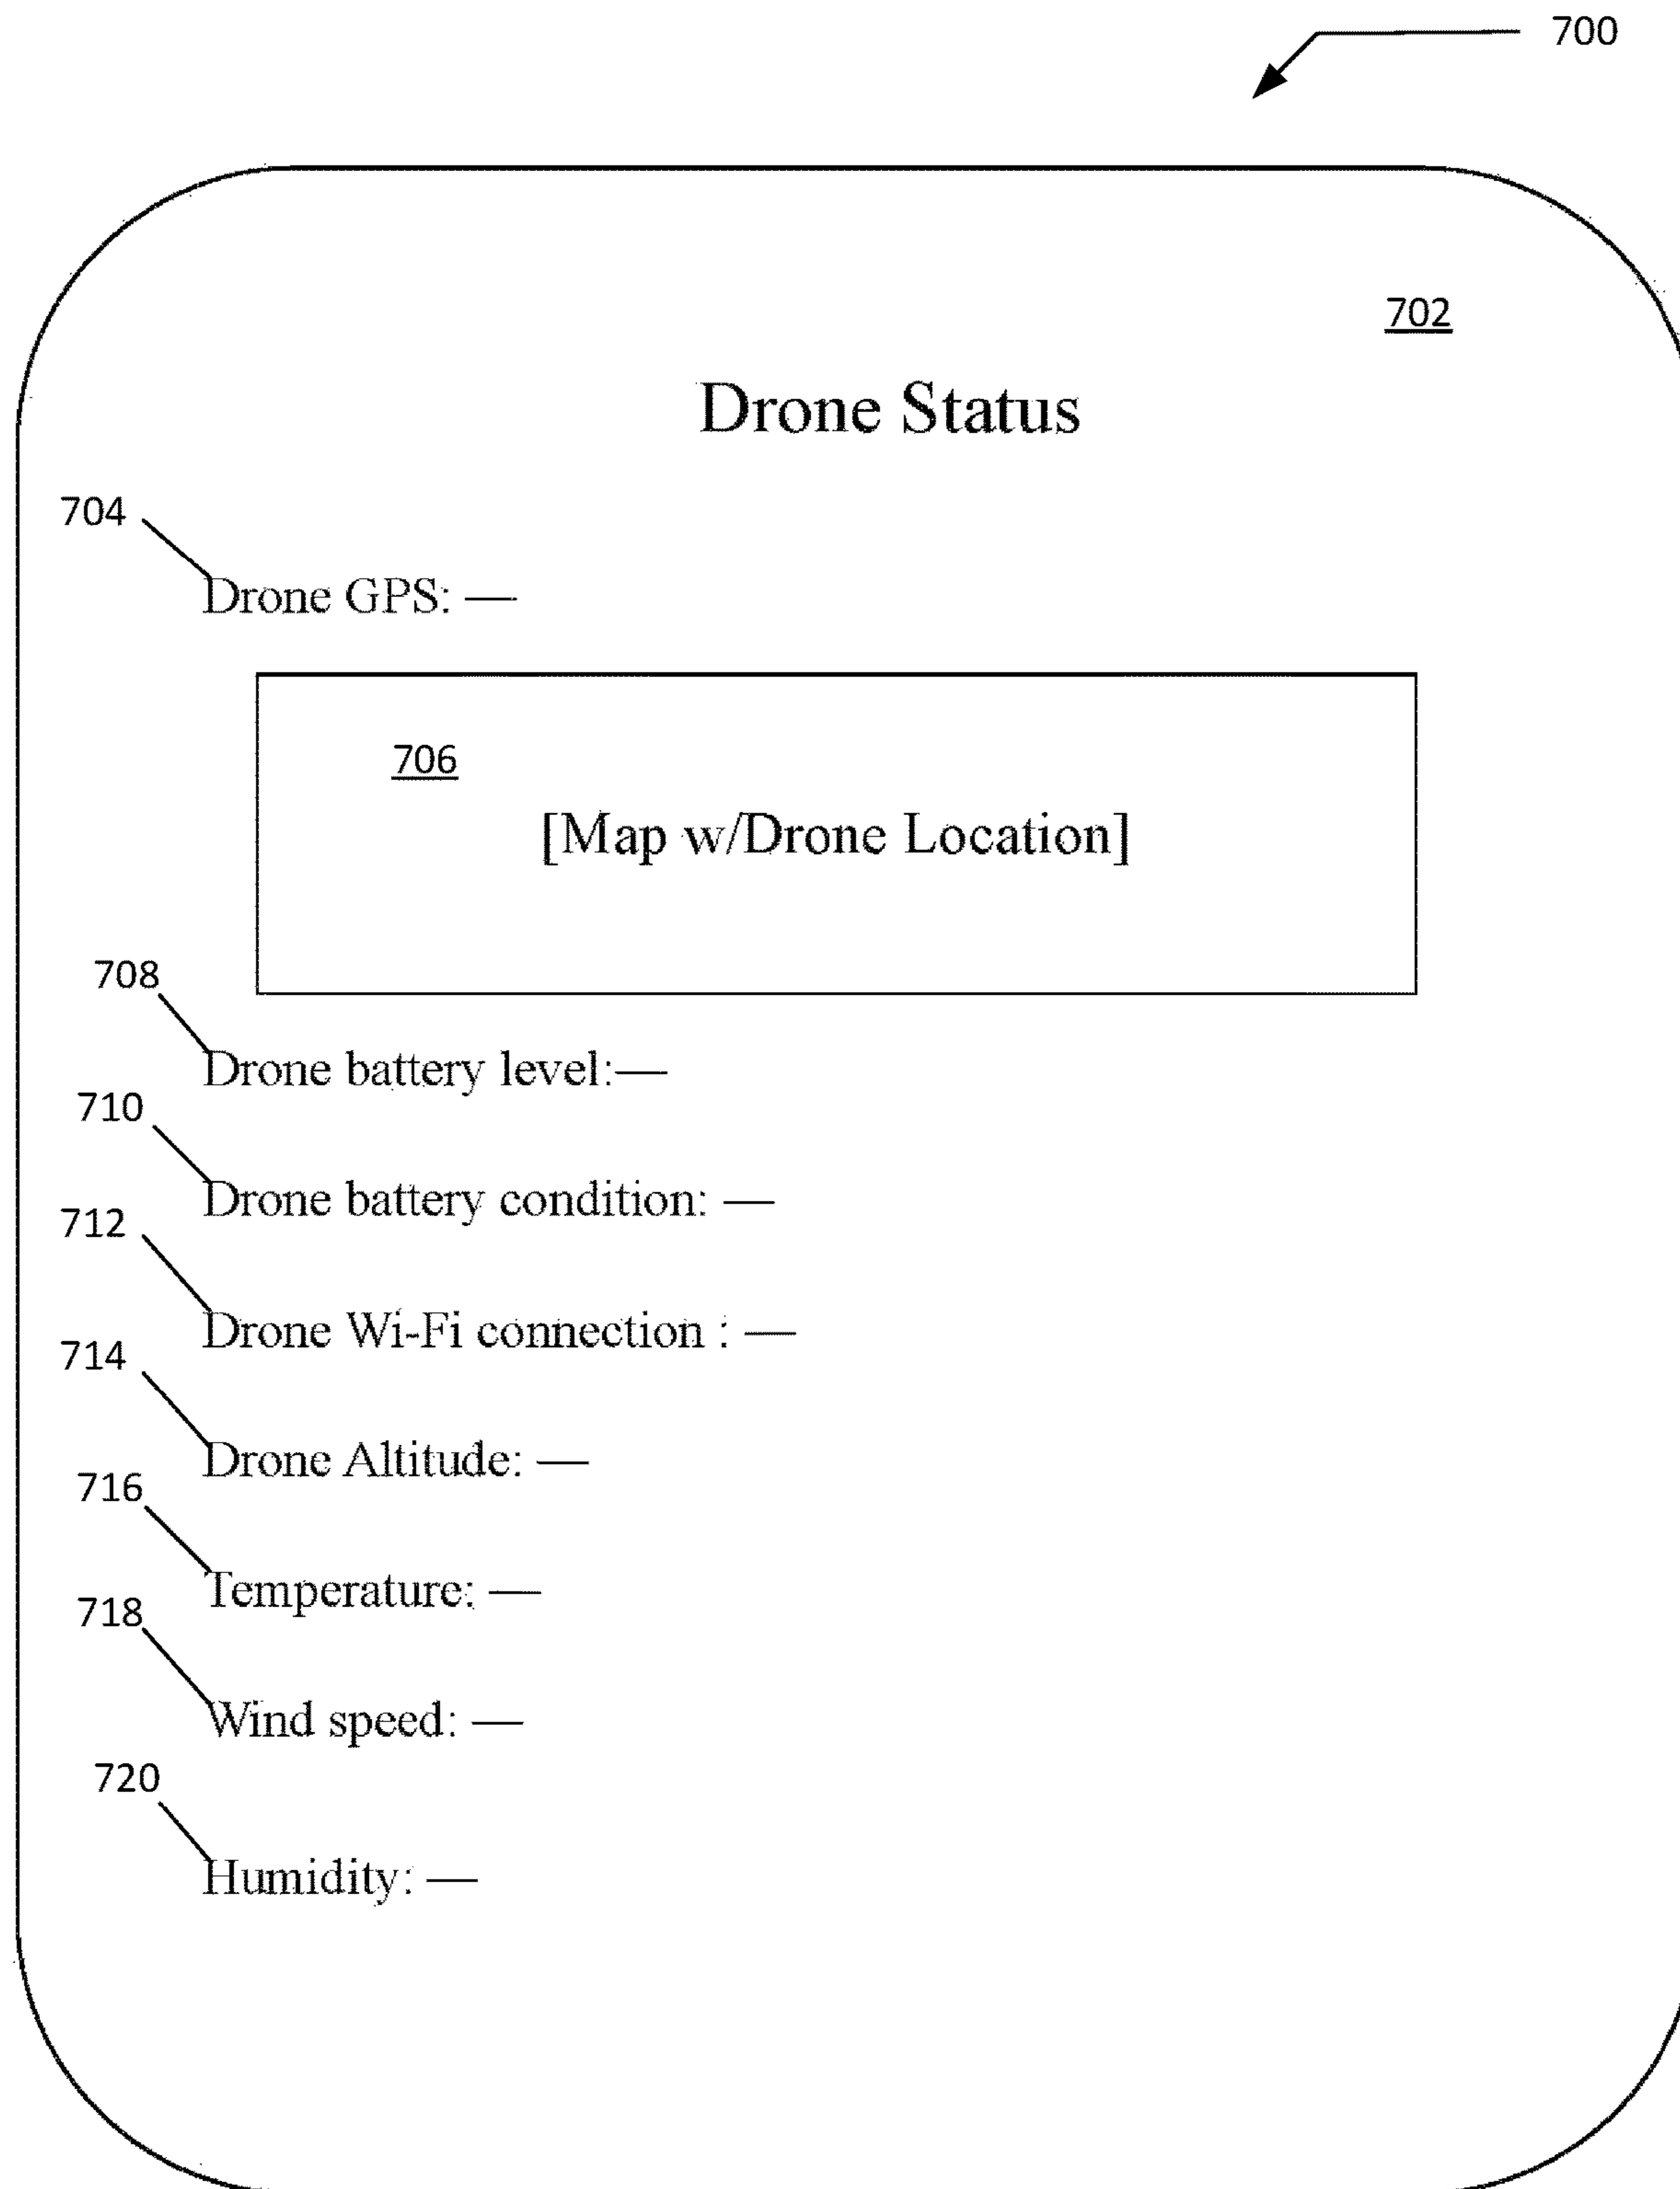 700
702
Drone Status
704
Drone GPS: —
706
[Map w/Drone Location]
708
Drone battery level:—
710
Drone battery condition: —
712
Drone Wi-Fi connection : —
714
Drone Altitude: —
716
Temperature: —
718
Wind speed: —
720
Humidity: —